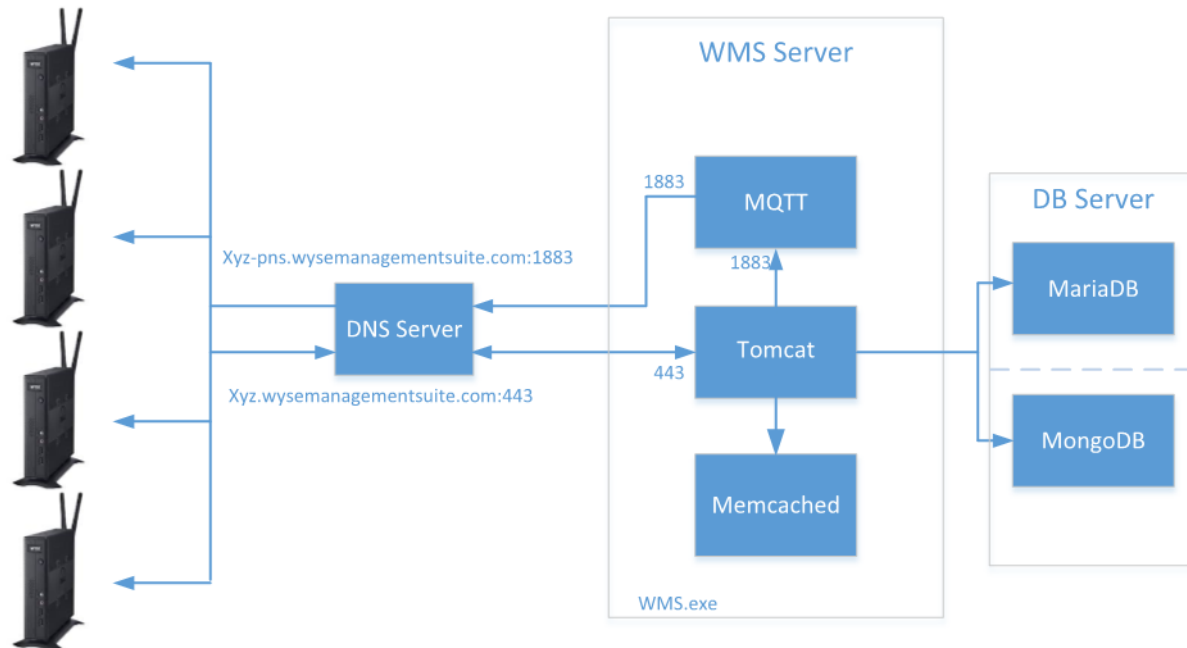 WMS Server
1883
MQTT
DB Server
Xyz-pns.wysemanagementsuite.com:1883
1883
MariaDB
DNS Server
Tomcat
443
Xyz.wysemanagementsuite.com:443
MongoDB
Memcached
WMS.exe